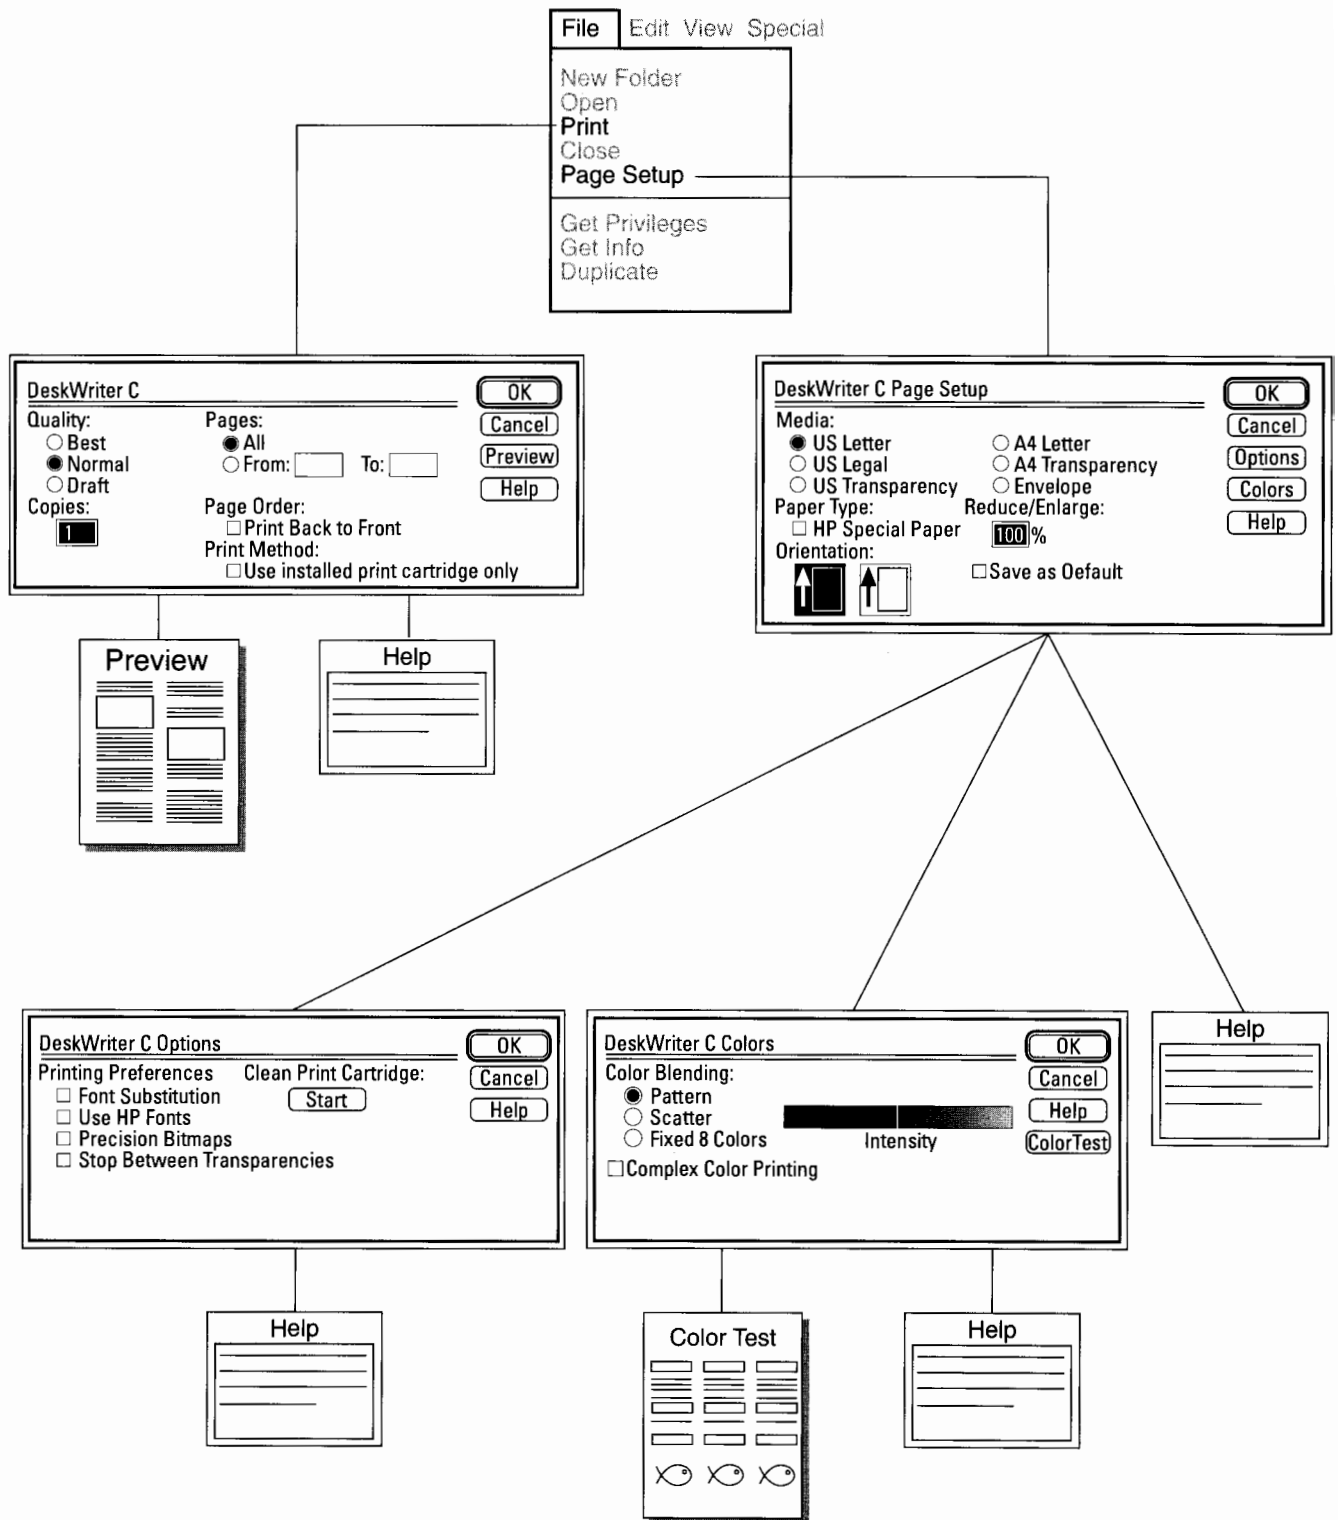 File Edit View Special
New Folder
Open
Print
Close
Page Setup
Get Privileges
Get Info
Duplicate
DeskWriter C
OK
Quality:
Pages:
Cancel
Best
All
Normal
From:
To:
Preview
Draft
Help
Copies:
Page Order:
1
Print Back to Front
Print Method:
Use installed print cartridge only
DeskWriter C Page Setup
OK
Media:
Cancel
US Letter
A4 Letter
US Legal
A4 Transparency
Options
US Transparency
Envelope
Colors
Paper Type:
Reduce/Enlarge:
HP Special Paper
100 %
Help
Orientation:
Save as Oefault
Preview
Help
DeskWriter C Options
OK
Printing Preferences
Clean Print Cartridge:
Cancel
Font Substitution
Start
Use HP Fonts
Help
Precision Bitmaps
Stop Between Transparencies
DeskWriter C Colors
OK
Color Blending:
Cancel
Pattern
Scatter
Help
Fixed 8 Colors
Intensity
ColorTest
Complex Color Printing
Help
Help
Color Test
Help